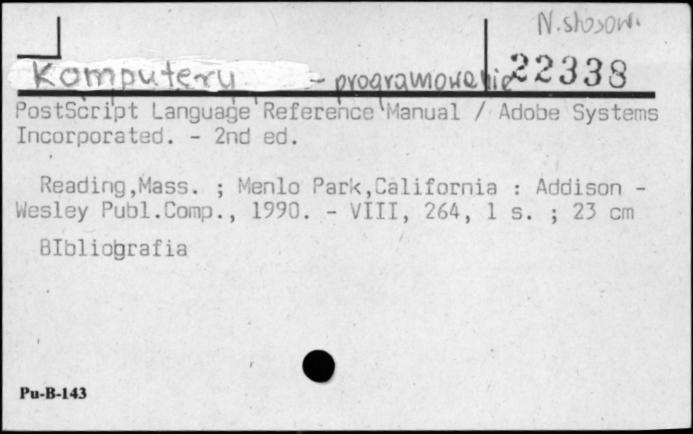 N. stosow.
Komputery - programowanie
22338
PostScript Language Reference Manual / Adobe Systems
Incorporated. - 2nd ed.
Reading,Mass. ; Menlo Park,California : Addison -
Wesley Publ.Comp., 1990. - VIII, 264, 1 s. ; 23 cm
BIbliografia
Pu-B-143